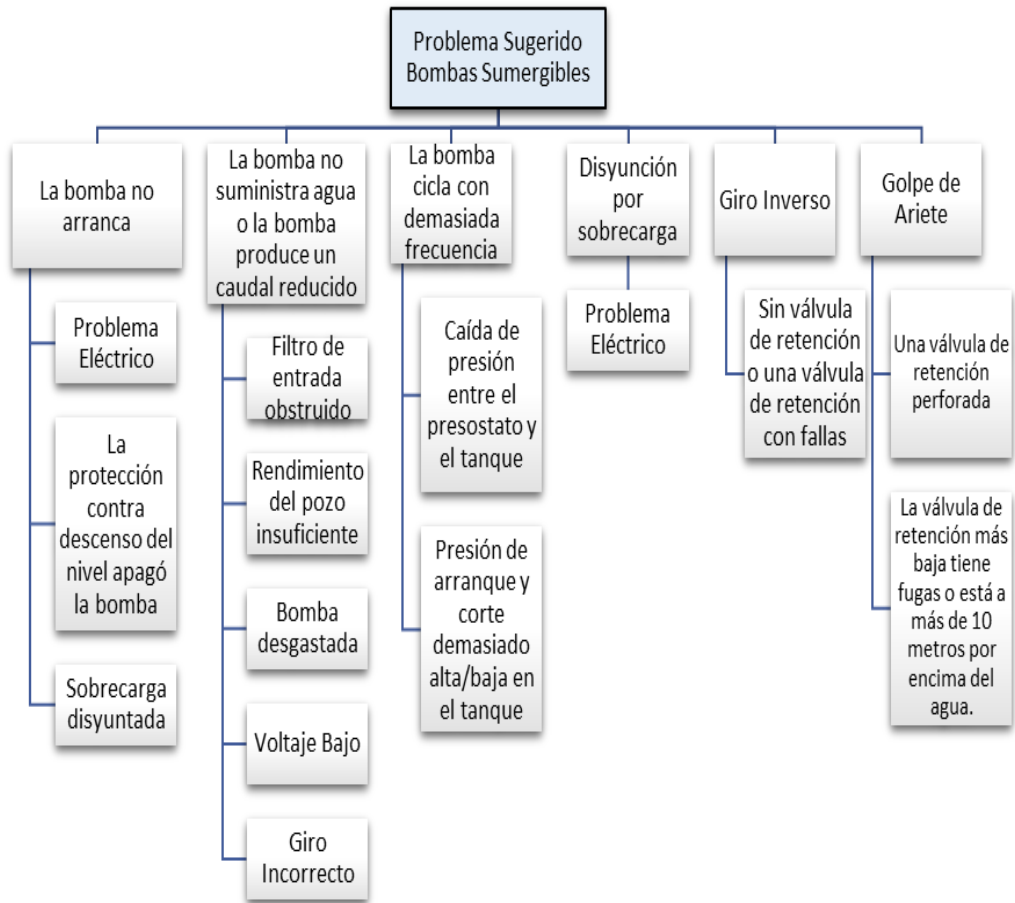 Problema Sugerido
Bombas Sumergibles
La bomba no
arranca
Problema
Eléctrico
La
protección
contra
descenso del
nivel apagó
la bomba
Sobrecarga
disyuntada
La bomba no
suministra agua
o la bomba
produce un
caudal reducido
Filtro de
entrada
obstruido
Rendimiento
del pozo
insuficiente
Bomba
desgastada
Voltaje Bajo
Giro
Incorrecto
La bomba
cicla con
demasiada
frecuencia
Caída de
presión
entre el
presostato y
el tanque
Presión de
arranque y
corte
demasiado
alta/baja en
el tanque
Disyunción
por
sobrecarga
Problema
Eléctrico
Giro Inverso
Sin válvula
de retención
o una válvula
de retención
con fallas
Golpe de
Ariete
Una válvula de
retención
perforada
La válvula de
retención más
baja tiene
fugas o está a
más de 10
metros por
encima del
agua.